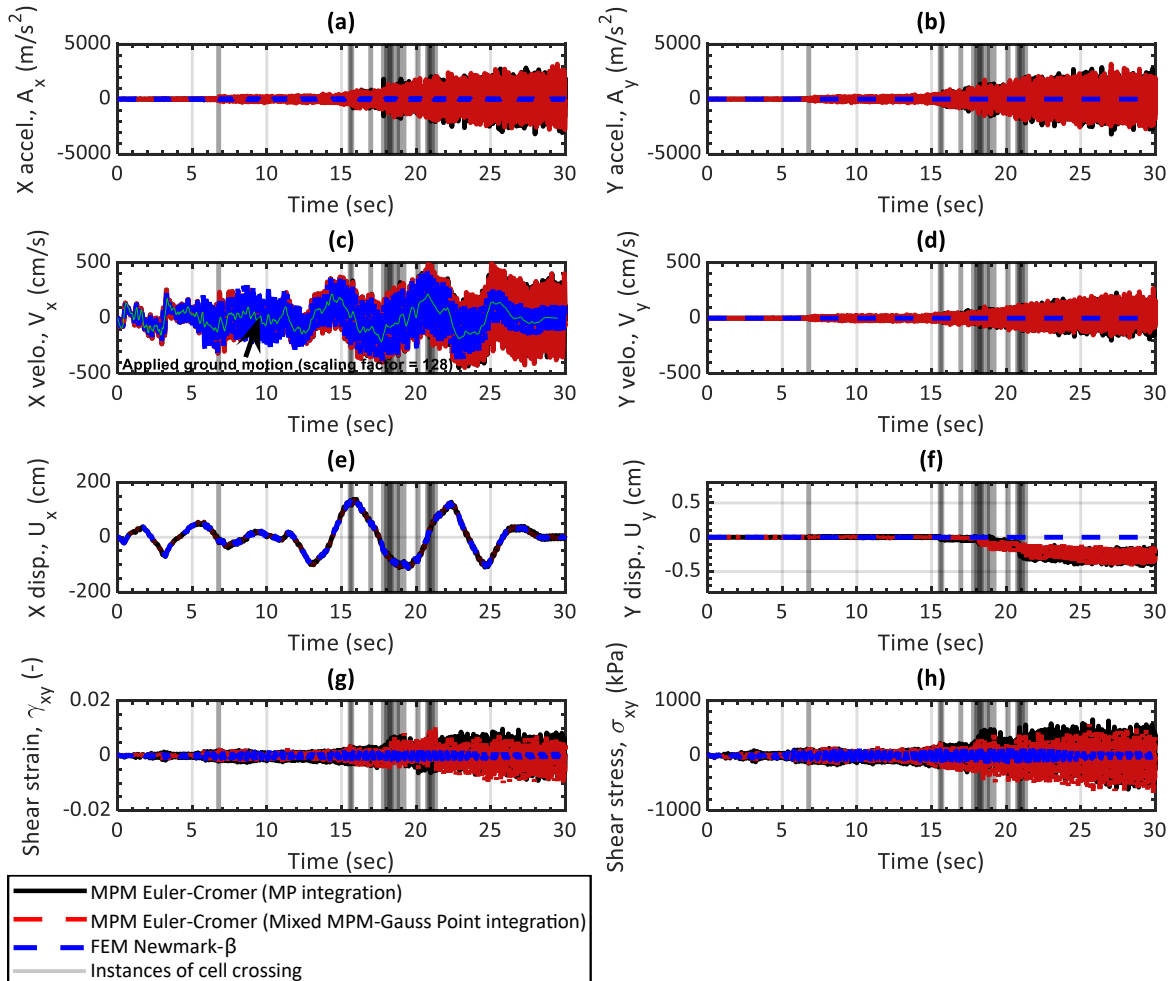 (a)
X accel., A_x (m/s^2)
5000
0
-5000
0 5 10 15 20 25 30
Time (sec)
(b)
Y accel., A_y (m/s^2)
5000
0
-5000
0 5 10 15 20 25 30
Time (sec)
(c)
X velo., V_x (cm/s)
500
0
-500
Applied ground motion (scaling factor = 128)
0 5 10 15 20 25 30
Time (sec)
(d)
Y velo., V_y (cm/s)
500
0
-500
0 5 10 15 20 25 30
Time (sec)
(e)
X disp., U_x (cm)
200
0
-200
0 5 10 15 20 25 30
Time (sec)
(f)
Y disp., U_y (cm)
0.5
0
-0.5
0 5 10 15 20 25 30
Time (sec)
(g)
Shear strain, γ_xy (-)
0.02
0
-0.02
0 5 10 15 20 25 30
Time (sec)
(h)
Shear stress, σ_xy (kPa)
1000
0
-1000
0 5 10 15 20 25 30
Time (sec)
MPM Euler-Cromer (MP integration)
MPM Euler-Cromer (Mixed MPM-Gauss Point integration)
FEM Newmark-β
Instances of cell crossing